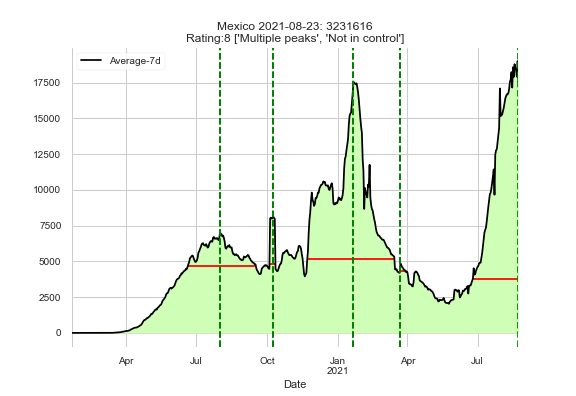 Mexico 2021-08-23: 3231616
Rating:8 ['Multiple peaks', 'Not in control']
Average-7d
17500
15000
12500
10000
7500
5000
2500
0
Apr Jul Oct Jan Apr Jul
2021
Date